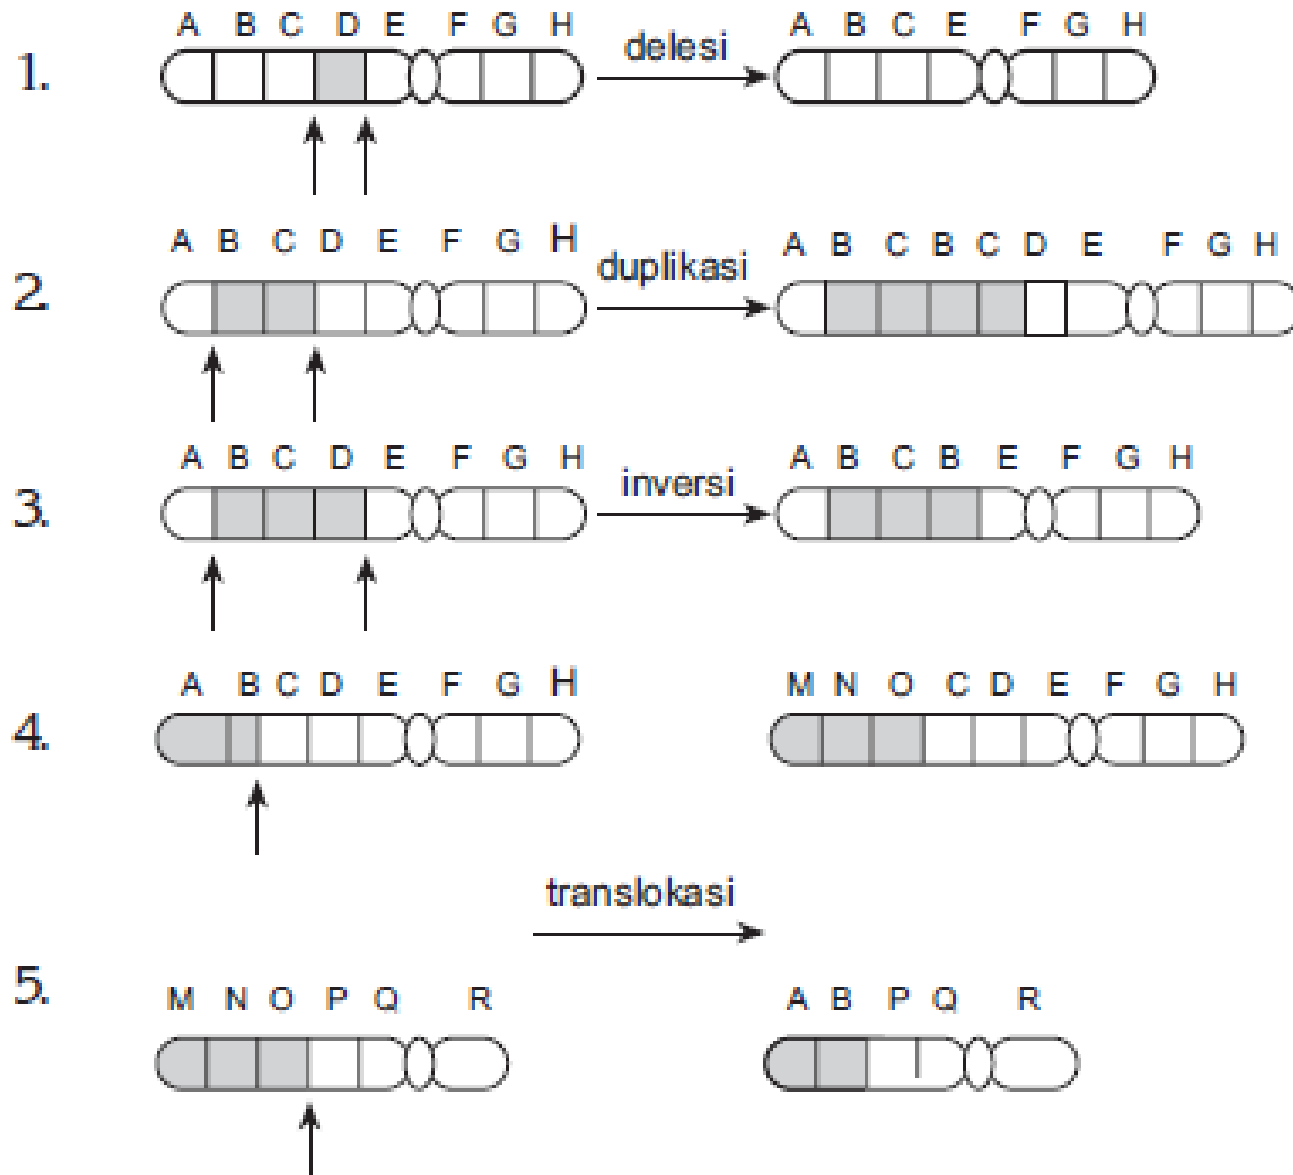 A B C D E F G H delesi A B C E F G H
1.
A B C D E F G H duplikasi A B C B C D E F G H
2.
A B C D E F G H inversi A B C B E F G H
3.
A B C D E F G H M N O C D E F G H
4.
translokasi
5.
M N O P Q R A B P Q R